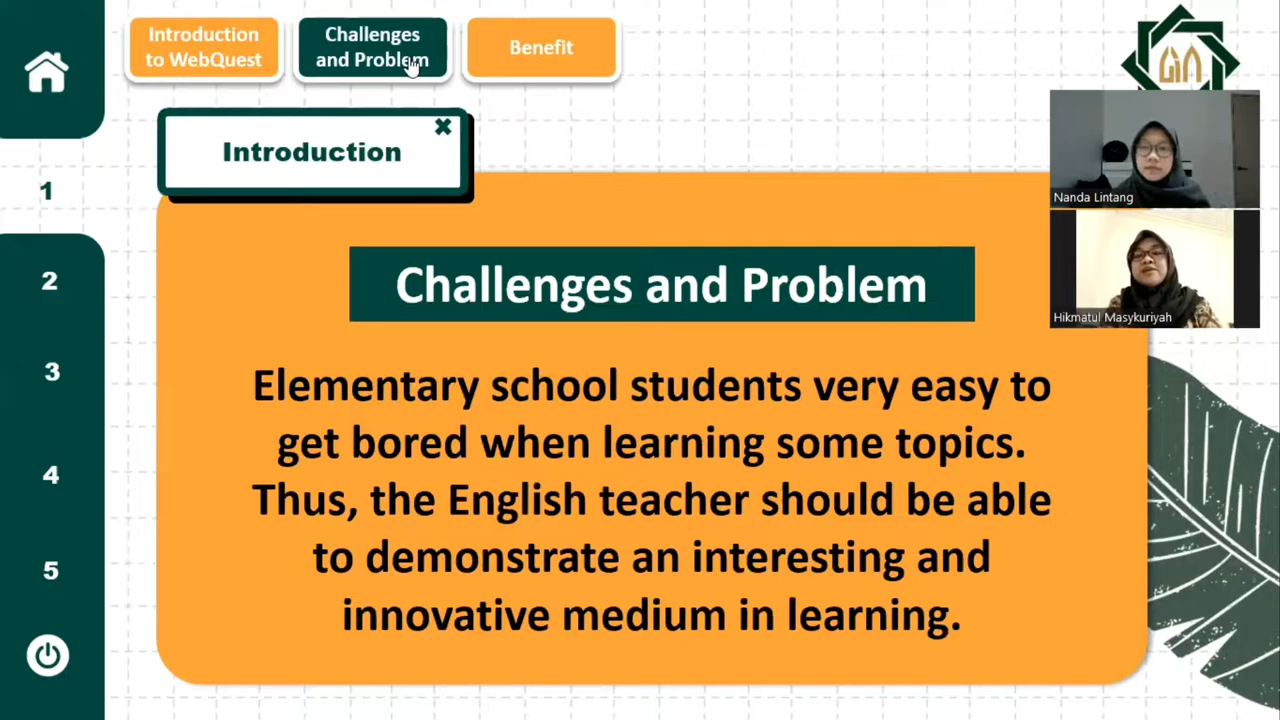 Introduction
to WebQuest
Challenges
and Problem
Benefit
Introduction
1
2
3
4
5
Challenges and Problem
Elementary school students very easy to
get bored when learning some topics.
Thus, the English teacher should be able
to demonstrate an interesting and
innovative medium in learning.
Nanda Lintang
Hikmatul Masykuriyah